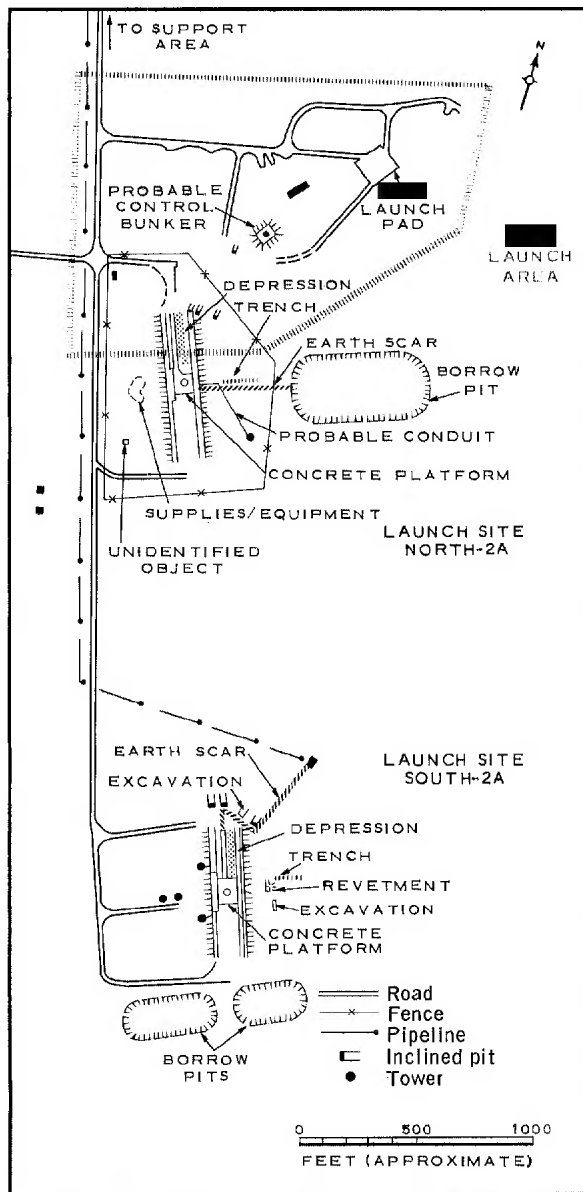 TO SUPPORT
AREA
N
PROBABLE
CONTROL
BUNKER
LAUNCH
PAD
LAUNCH
AREA
DEPRESSION
TRENCH
EARTH SCAR
BORROW
PIT
PROBABLE CONDUIT
CONCRETE PLATFORM
SUPPLIES/EQUIPMENT
UNIDENTIFIED
OBJECT
LAUNCH SITE
NORTH-2A
EARTH SCAR
EXCAVATION
LAUNCH SITE
SOUTH-2A
DEPRESSION
TRENCH
REVETMENT
EXCAVATION
CONCRETE
PLATFORM
BORROW
PITS
Road
Fence
Pipeline
Inclined pit
Tower
0 500 1000
FEET (APPROXIMATE)